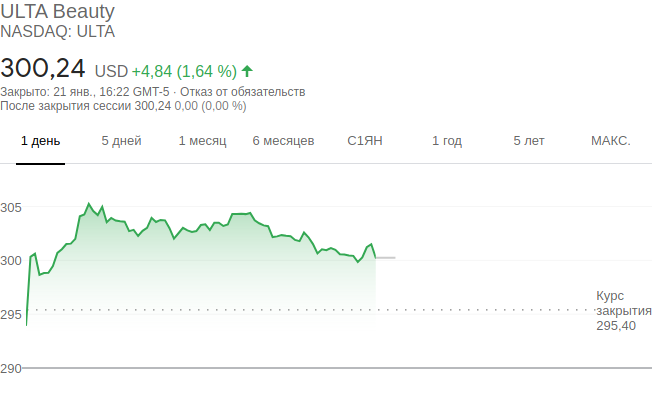 ULTA Beauty
NASDAQ: ULTA
300,24 USD +4,84 (1,64 %)
Закрыто: 21 янв., 16:22 GMT-5 · Отказ от обязательств
После закрытия сессии 300,24 0,00 (0,00 %)
1 день 5 дней 1 месяц 6 месяцев С1ЯН 1 год 5 лет МАКС.
305
300
295
290
Курс
закрытия
295,40